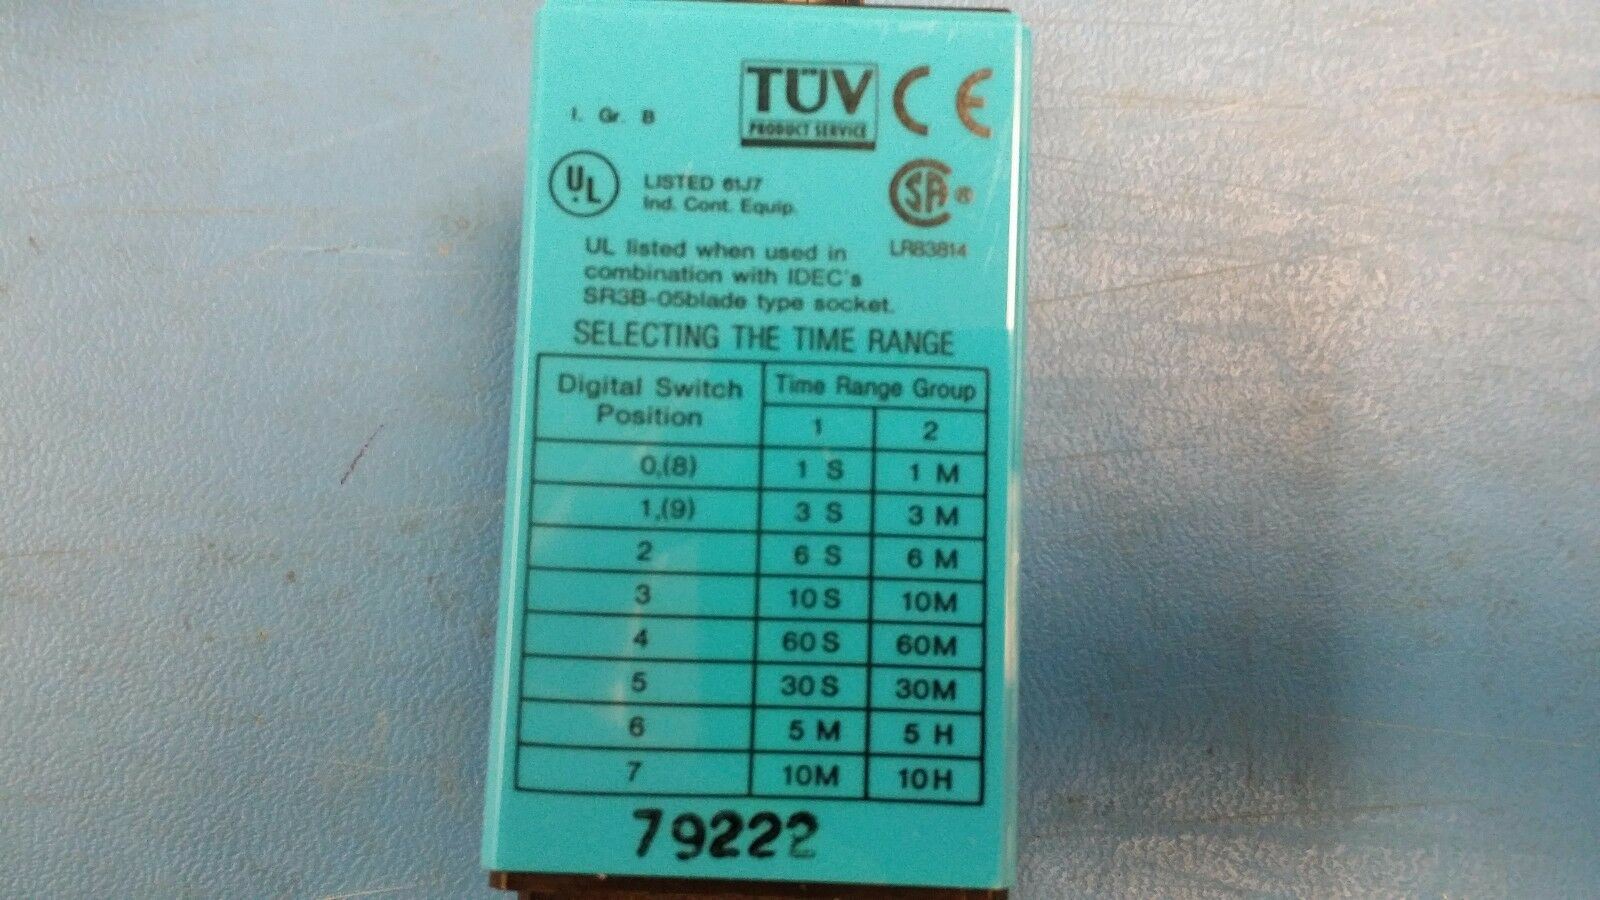 TÜV
PRODUCT SERVICE
CE
I. Gr. B
UL
LISTED 61J7
Ind. Cont. Equip.
SA ®
LR83814
UL listed when used in
combination with IDEC's
SR3B-05blade type socket.
SELECTING THE TIME RANGE
Digital Switch
Position
Time Range Group
1 2
0,(8) 1 S 1 M
1,(9) 3 S 3 M
2 6 S 6 M
3 10 S 10M
4 60 S 60M
5 30 S 30M
6 5 M 5 H
7 10M 10H
79222